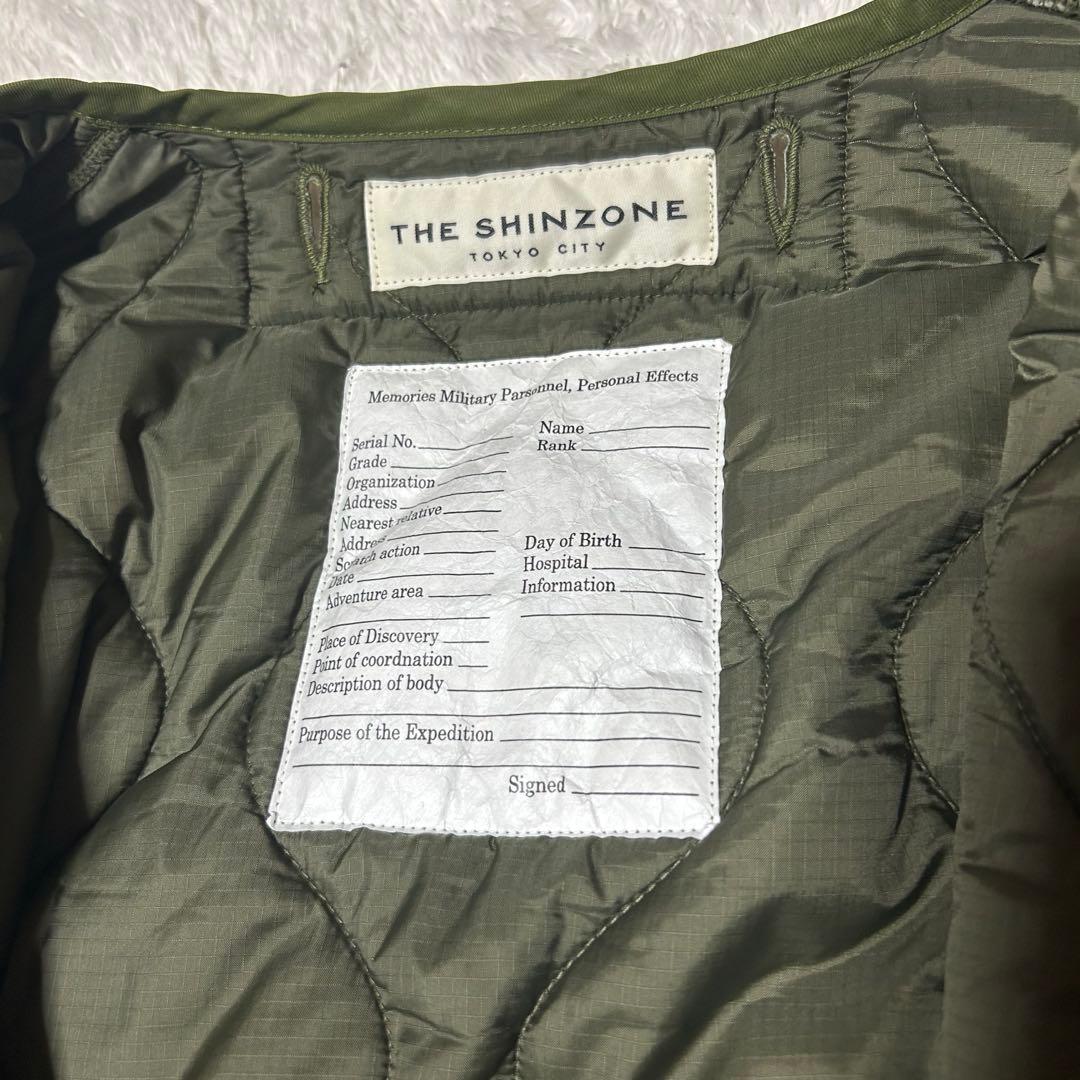 THE SHINZONE
TOKYO CITY
Memories Military Parsonnel, Personal Effects
Serial No.
Name
Grade
Rank
Organization
Address
Nearest relative
Address
Scratch action
Day of Birth
Date
Hospital
Adventure area
Information
Place of Discovery
Point of coordnation
Description of body
Purpose of the Expedition
Signed